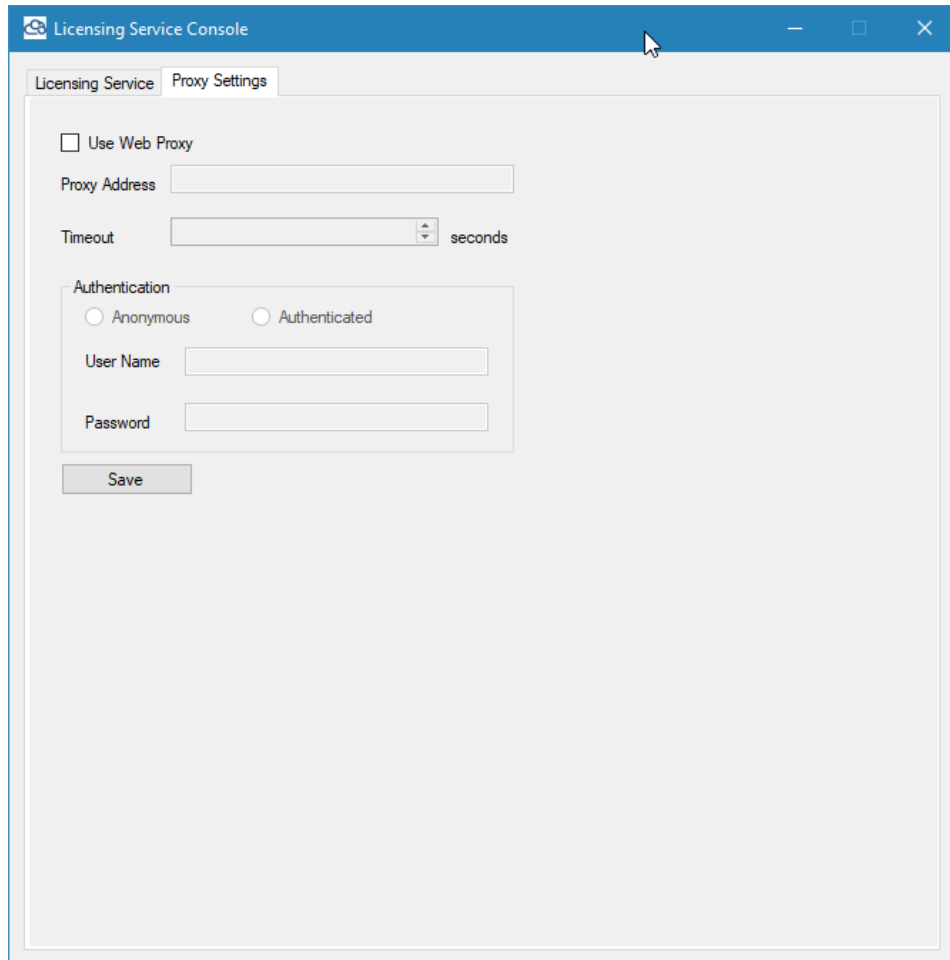 Licensing Service Console
Licensing Service Proxy Settings
Use Web Proxy
Proxy Address
Timeout seconds
Authentication
Anonymous Authenticated
User Name
Password
Save